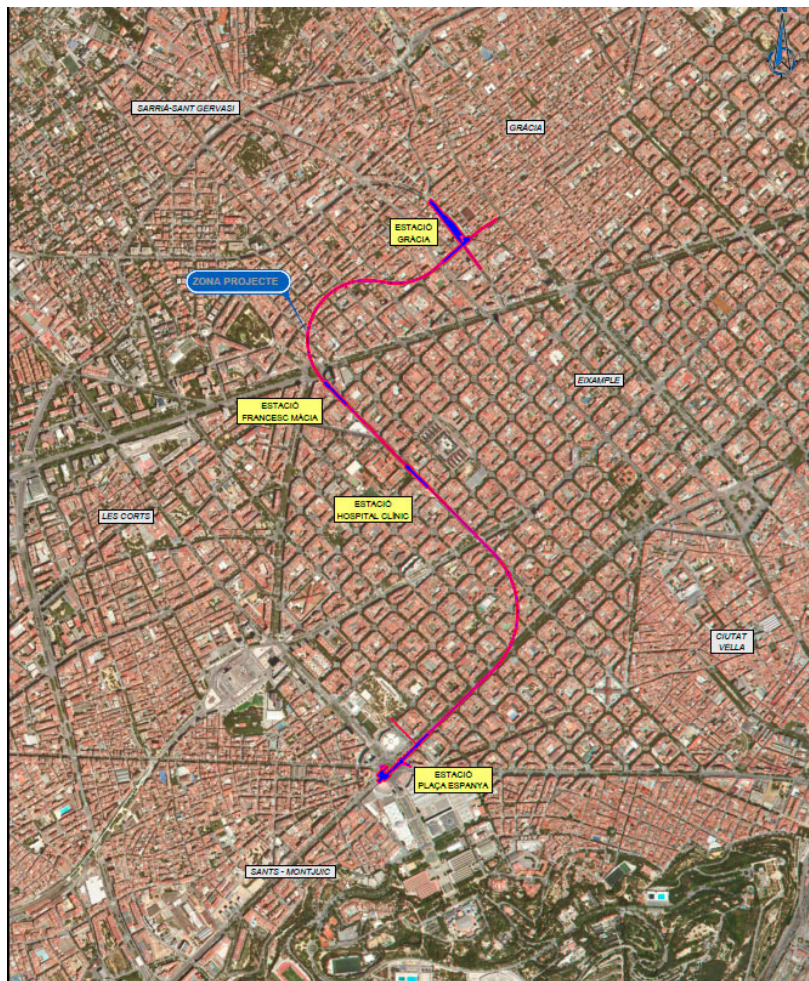 SARRIÀ-SANT GERVASI
GRÀCIA
ESTACIÓ
GRÀCIA
ZONA PROJECTE
EIXAMPLE
ESTACIÓ
FRANCESC MÀCIA
ESTACIÓ
HOSPITAL CLÍNIC
LES CORTS
CIUTAT
VELLA
ESTACIÓ
PLAÇA ESPANYA
SANTS - MONTJUIC